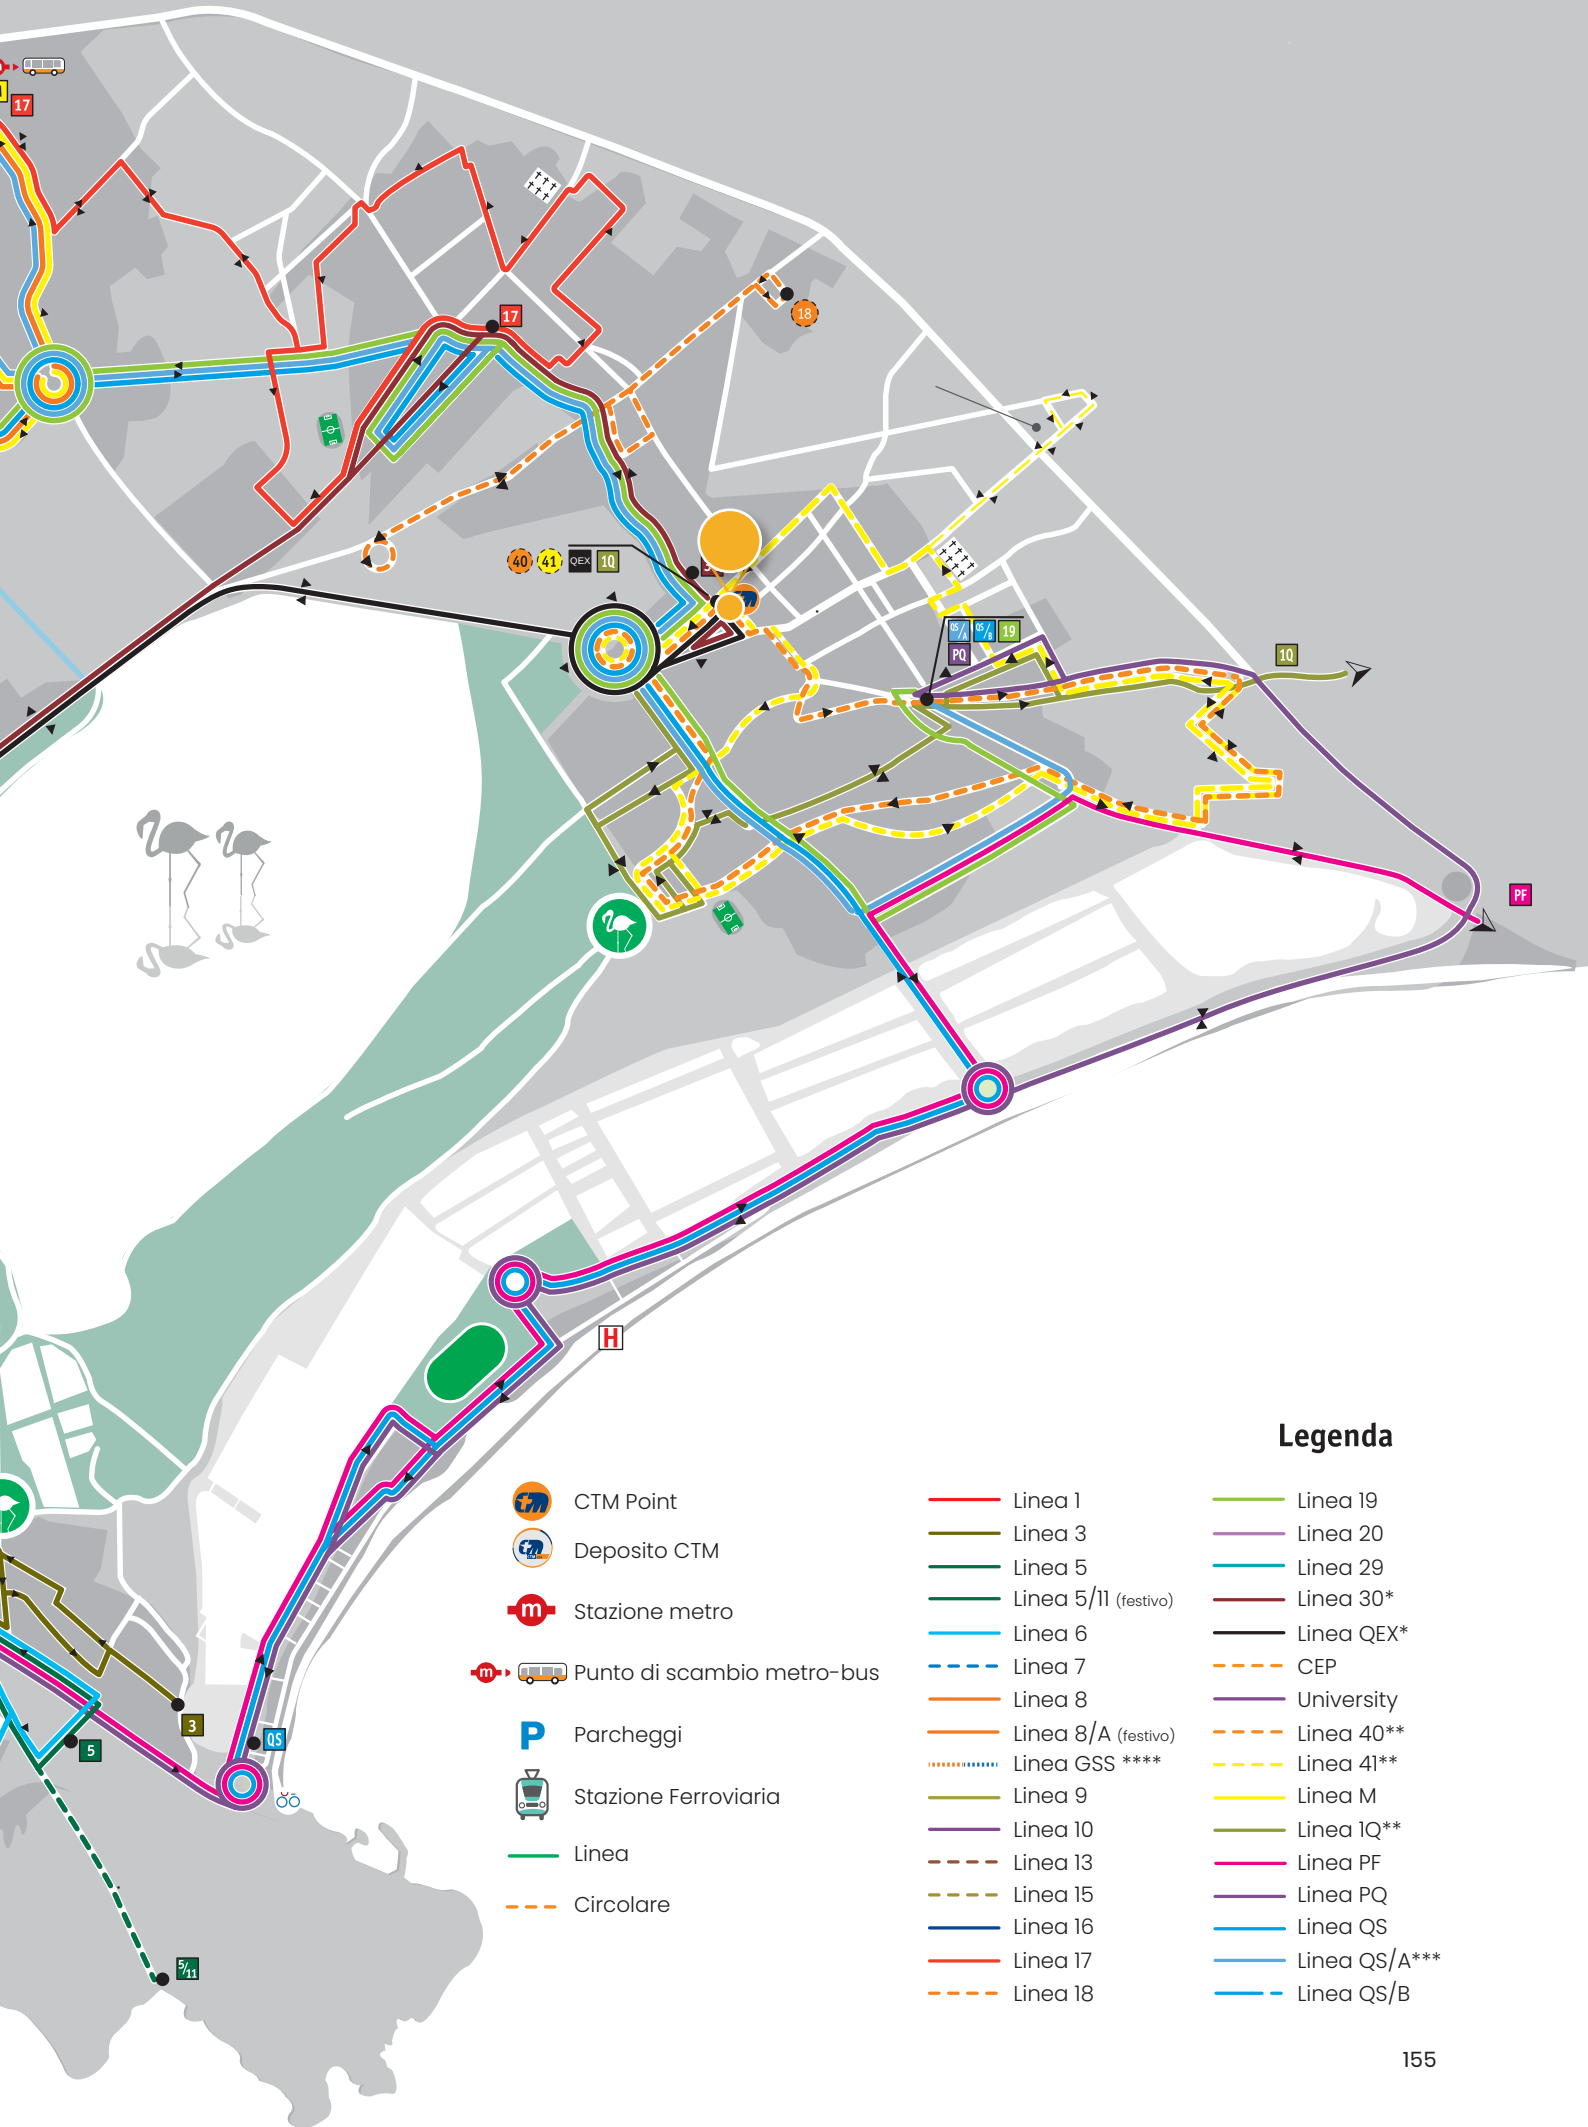 17
17
18
40 41 QEX 1Q
QS/A QS/B 19
PQ
1Q
PF
H
3
QS
5
5/11
Legenda
CTM Point
Deposito CTM
m Stazione metro
m Punto di scambio metro-bus
P Parcheggi
Stazione Ferroviaria
Linea
Circolare
Linea 1
Linea 3
Linea 5
Linea 5/11 (festivo)
Linea 6
Linea 7
Linea 8
Linea 8/A (festivo)
Linea GSS ****
Linea 9
Linea 10
Linea 13
Linea 15
Linea 16
Linea 17
Linea 18
Linea 19
Linea 20
Linea 29
Linea 30*
Linea QEX*
CEP
University
Linea 40**
Linea 41**
Linea M
Linea 1Q**
Linea PF
Linea PQ
Linea QS
Linea QS/A***
Linea QS/B
155